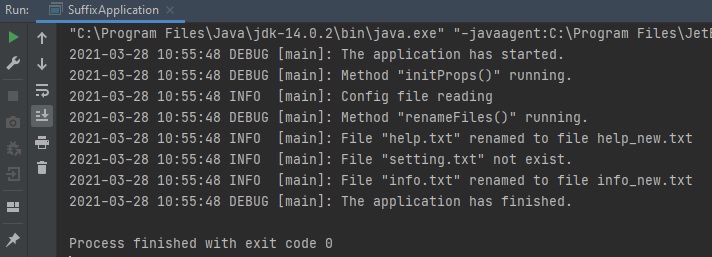 Run: SuffixApplication
"C:\Program Files\Java\jdk-14.0.2\bin\java.exe" "-javaagent:C:\Program Files\JetB
2021-03-28 10:55:48 DEBUG [main]: The application has started.
2021-03-28 10:55:48 DEBUG [main]: Method "initProps()" running.
2021-03-28 10:55:48 INFO  [main]: Config file reading
2021-03-28 10:55:48 DEBUG [main]: Method "renameFiles()" running.
2021-03-28 10:55:48 INFO  [main]: File "help.txt" renamed to file help_new.txt
2021-03-28 10:55:48 INFO  [main]: File "setting.txt" not exist.
2021-03-28 10:55:48 INFO  [main]: File "info.txt" renamed to file info_new.txt
2021-03-28 10:55:48 DEBUG [main]: The application has finished.
Process finished with exit code 0